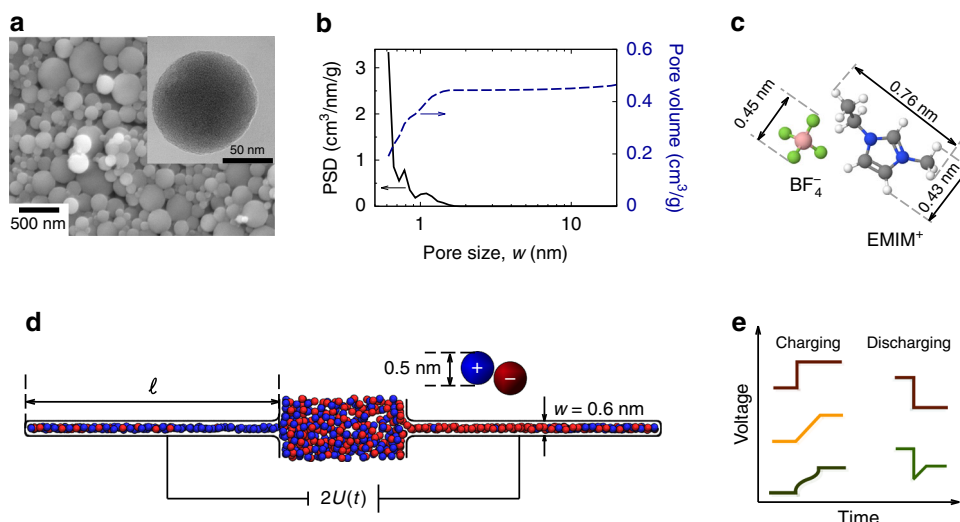 a
500 nm
50 nm
b
PSD (cm³/nm/g)
3
2
1
0
1
10
Pore size, w (nm)
0.6
0.4
0.2
0
Pore volume (cm³/g)
c
0.45 nm
0.76 nm
0.43 nm
BF₄⁻
EMIM⁺
d
ℓ
0.5 nm
+
−
w = 0.6 nm
2U(t)
e
Charging
Discharging
Voltage
Time